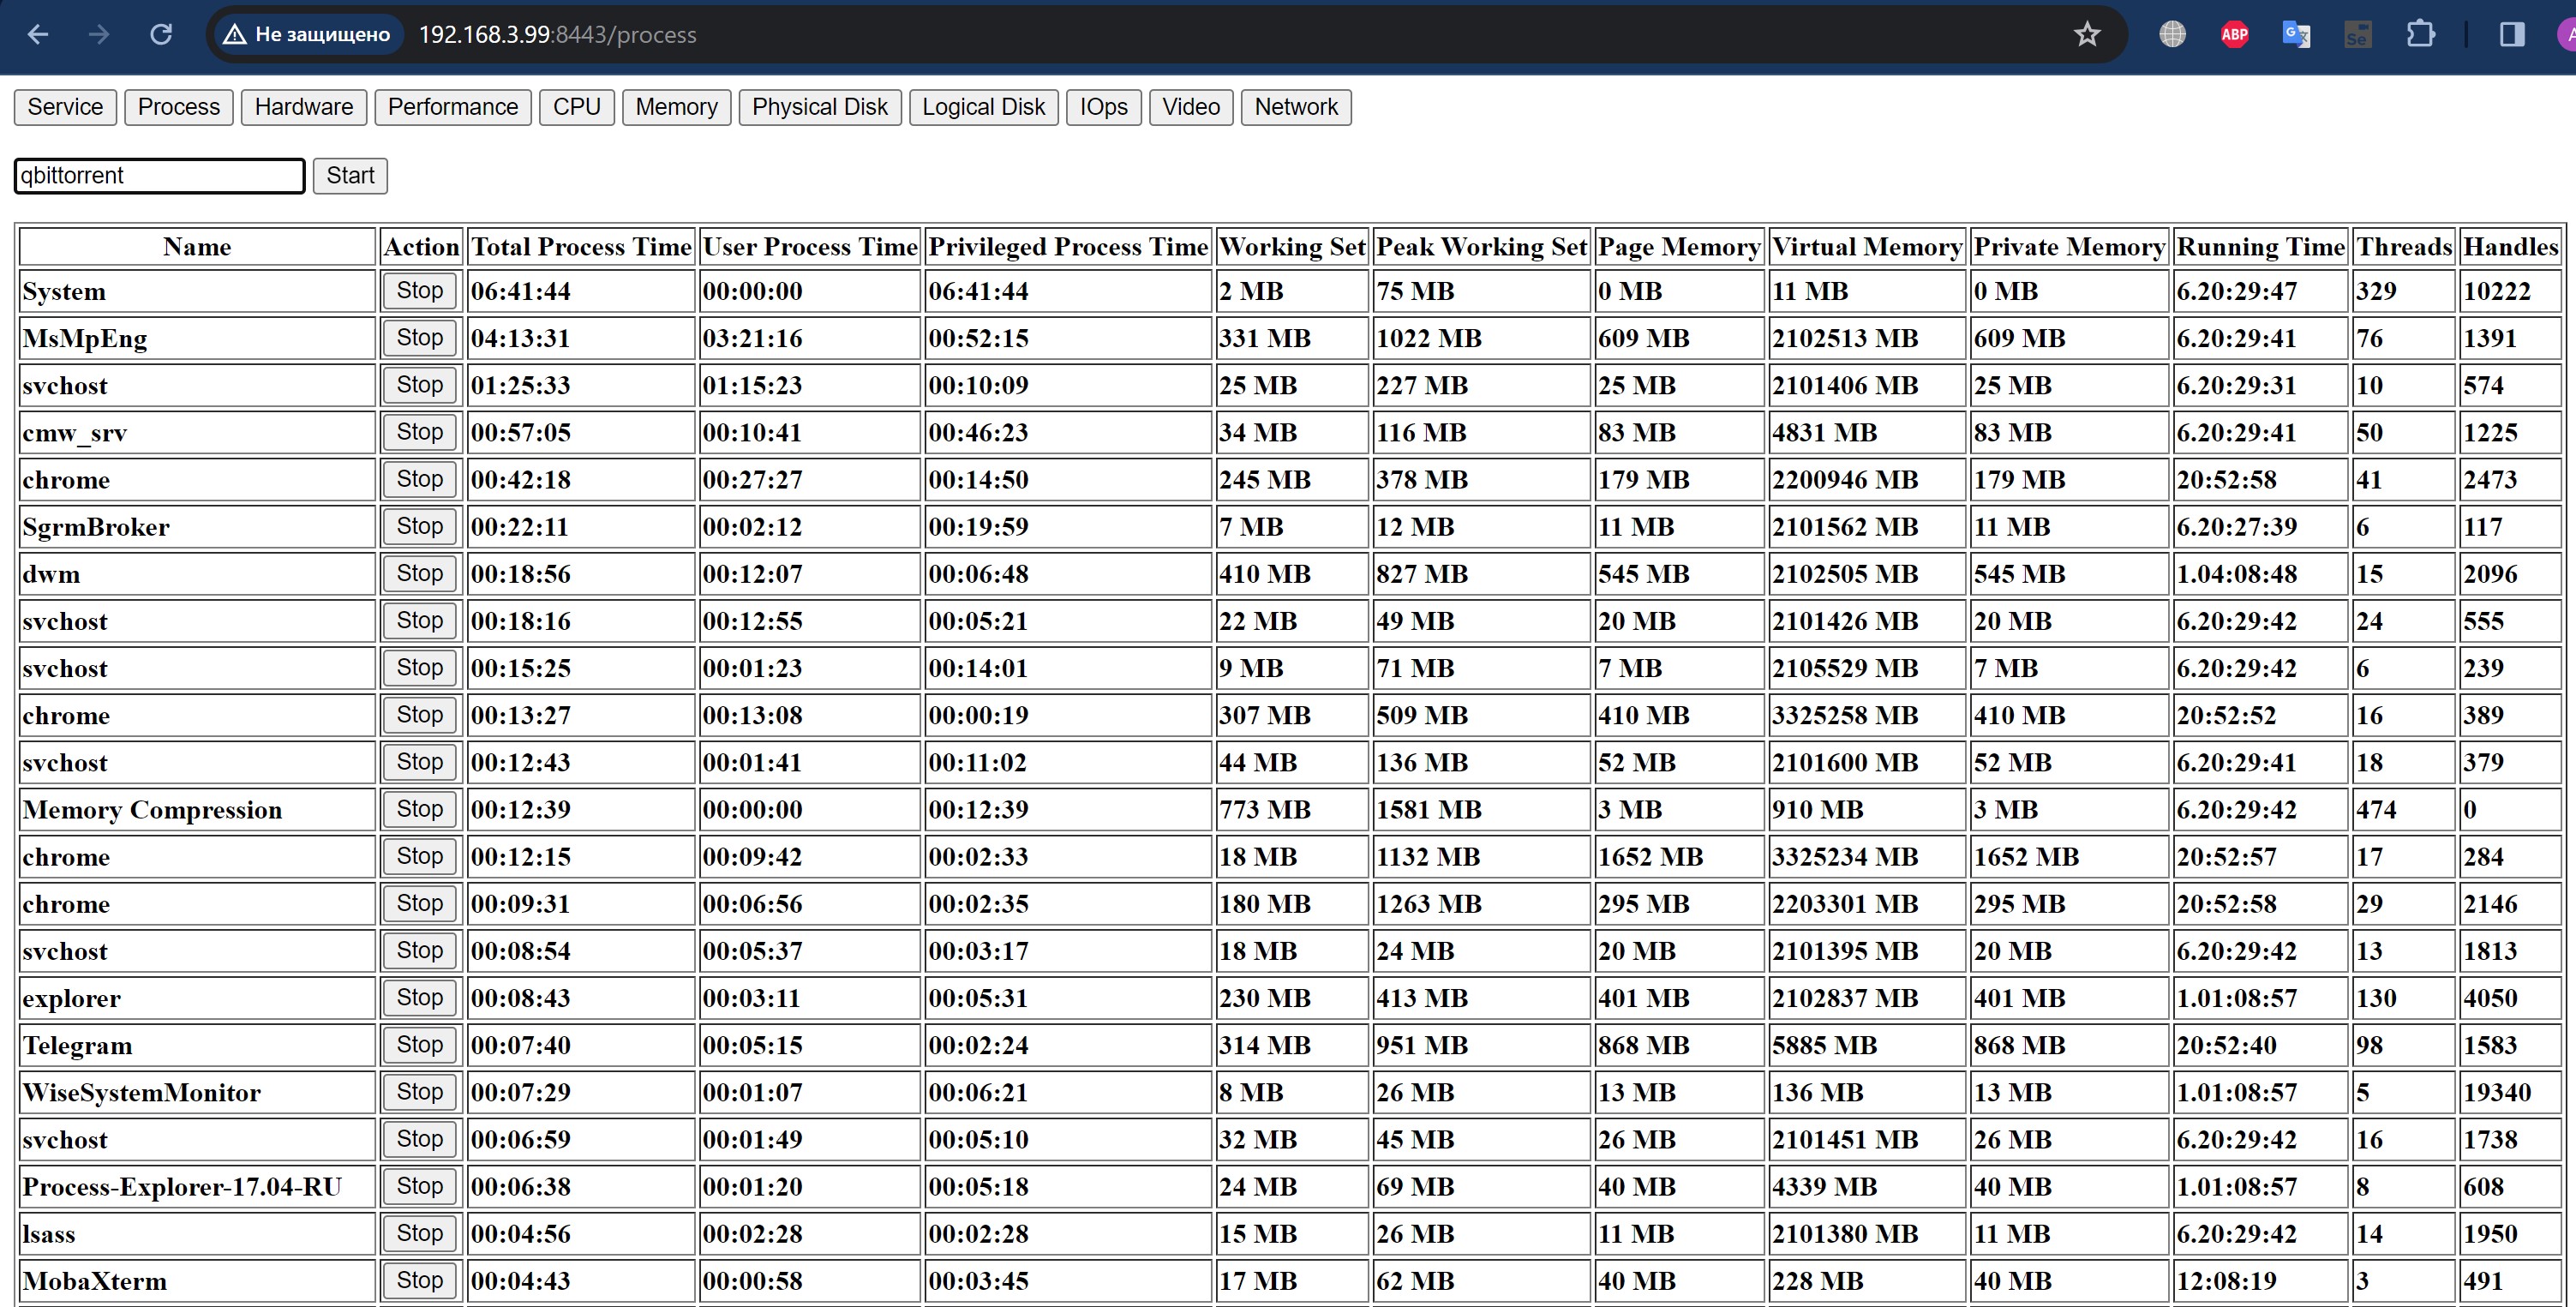 Не защищено 192.168.3.99:8443/process
ABP
Se
Service Process Hardware Performance CPU Memory Physical Disk Logical Disk IOps Video Network
qbittorrent Start
Name Action Total Process Time User Process Time Privileged Process Time Working Set Peak Working Set Page Memory Virtual Memory Private Memory Running Time Threads Handles
System Stop 06:41:44 00:00:00 06:41:44 2 MB 75 MB 0 MB 11 MB 0 MB 6.20:29:47 329 10222
MsMpEng Stop 04:13:31 03:21:16 00:52:15 331 MB 1022 MB 609 MB 2102513 MB 609 MB 6.20:29:41 76 1391
svchost Stop 01:25:33 01:15:23 00:10:09 25 MB 227 MB 25 MB 2101406 MB 25 MB 6.20:29:31 10 574
cmw_srv Stop 00:57:05 00:10:41 00:46:23 34 MB 116 MB 83 MB 4831 MB 83 MB 6.20:29:41 50 1225
chrome Stop 00:42:18 00:27:27 00:14:50 245 MB 378 MB 179 MB 2200946 MB 179 MB 20:52:58 41 2473
SgrmBroker Stop 00:22:11 00:02:12 00:19:59 7 MB 12 MB 11 MB 2101562 MB 11 MB 6.20:27:39 6 117
dwm Stop 00:18:56 00:12:07 00:06:48 410 MB 827 MB 545 MB 2102505 MB 545 MB 1.04:08:48 15 2096
svchost Stop 00:18:16 00:12:55 00:05:21 22 MB 49 MB 20 MB 2101426 MB 20 MB 6.20:29:42 24 555
svchost Stop 00:15:25 00:01:23 00:14:01 9 MB 71 MB 7 MB 2105529 MB 7 MB 6.20:29:42 6 239
chrome Stop 00:13:27 00:13:08 00:00:19 307 MB 509 MB 410 MB 3325258 MB 410 MB 20:52:52 16 389
svchost Stop 00:12:43 00:01:41 00:11:02 44 MB 136 MB 52 MB 2101600 MB 52 MB 6.20:29:41 18 379
Memory Compression Stop 00:12:39 00:00:00 00:12:39 773 MB 1581 MB 3 MB 910 MB 3 MB 6.20:29:42 474 0
chrome Stop 00:12:15 00:09:42 00:02:33 18 MB 1132 MB 1652 MB 3325234 MB 1652 MB 20:52:57 17 284
chrome Stop 00:09:31 00:06:56 00:02:35 180 MB 1263 MB 295 MB 2203301 MB 295 MB 20:52:58 29 2146
svchost Stop 00:08:54 00:05:37 00:03:17 18 MB 24 MB 20 MB 2101395 MB 20 MB 6.20:29:42 13 1813
explorer Stop 00:08:43 00:03:11 00:05:31 230 MB 413 MB 401 MB 2102837 MB 401 MB 1.01:08:57 130 4050
Telegram Stop 00:07:40 00:05:15 00:02:24 314 MB 951 MB 868 MB 5885 MB 868 MB 20:52:40 98 1583
WiseSystemMonitor Stop 00:07:29 00:01:07 00:06:21 8 MB 26 MB 13 MB 136 MB 13 MB 1.01:08:57 5 19340
svchost Stop 00:06:59 00:01:49 00:05:10 32 MB 45 MB 26 MB 2101451 MB 26 MB 6.20:29:42 16 1738
Process-Explorer-17.04-RU Stop 00:06:38 00:01:20 00:05:18 24 MB 69 MB 40 MB 4339 MB 40 MB 1.01:08:57 8 608
lsass Stop 00:04:56 00:02:28 00:02:28 15 MB 26 MB 11 MB 2101380 MB 11 MB 6.20:29:42 14 1950
MobaXterm Stop 00:04:43 00:00:58 00:03:45 17 MB 62 MB 40 MB 228 MB 40 MB 12:08:19 3 491